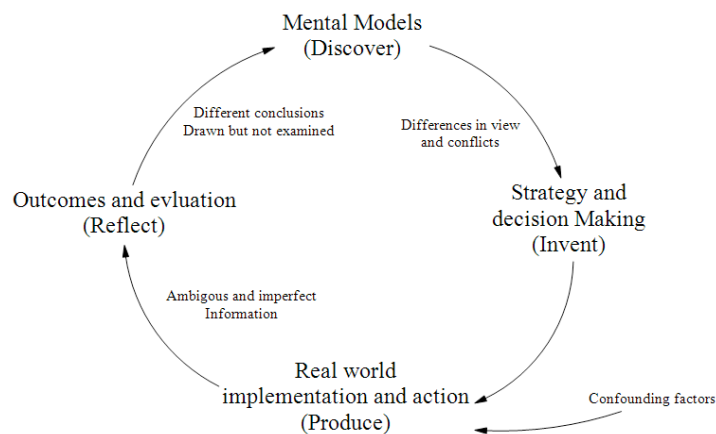 Mental Models
(Discover)
Different conclusions
Drawn but not examined
Differences in view
and conflicts
Outcomes and evluation
(Reflect)
Strategy and
decision Making
(Invent)
Ambigous and imperfect
Information
Real world
implementation and action
(Produce)
Confounding factors